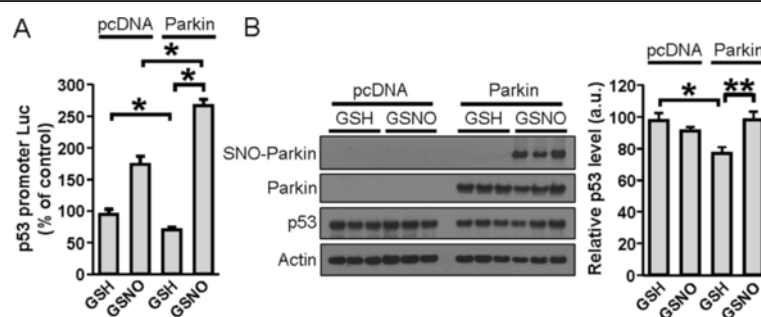 A
pcDNA Parkin
p53 promoter Luc
(% of control)
300
250
200
150
100
50
0
*
*
*
GSH GSNO GSH GSNO
B
pcDNA Parkin
GSH GSNO GSH GSNO
SNO-Parkin
Parkin
p53
Actin
pcDNA Parkin
Relative p53 level (a.u.)
120
100
80
60
40
20
0
* **
GSH GSNO GSH GSNO